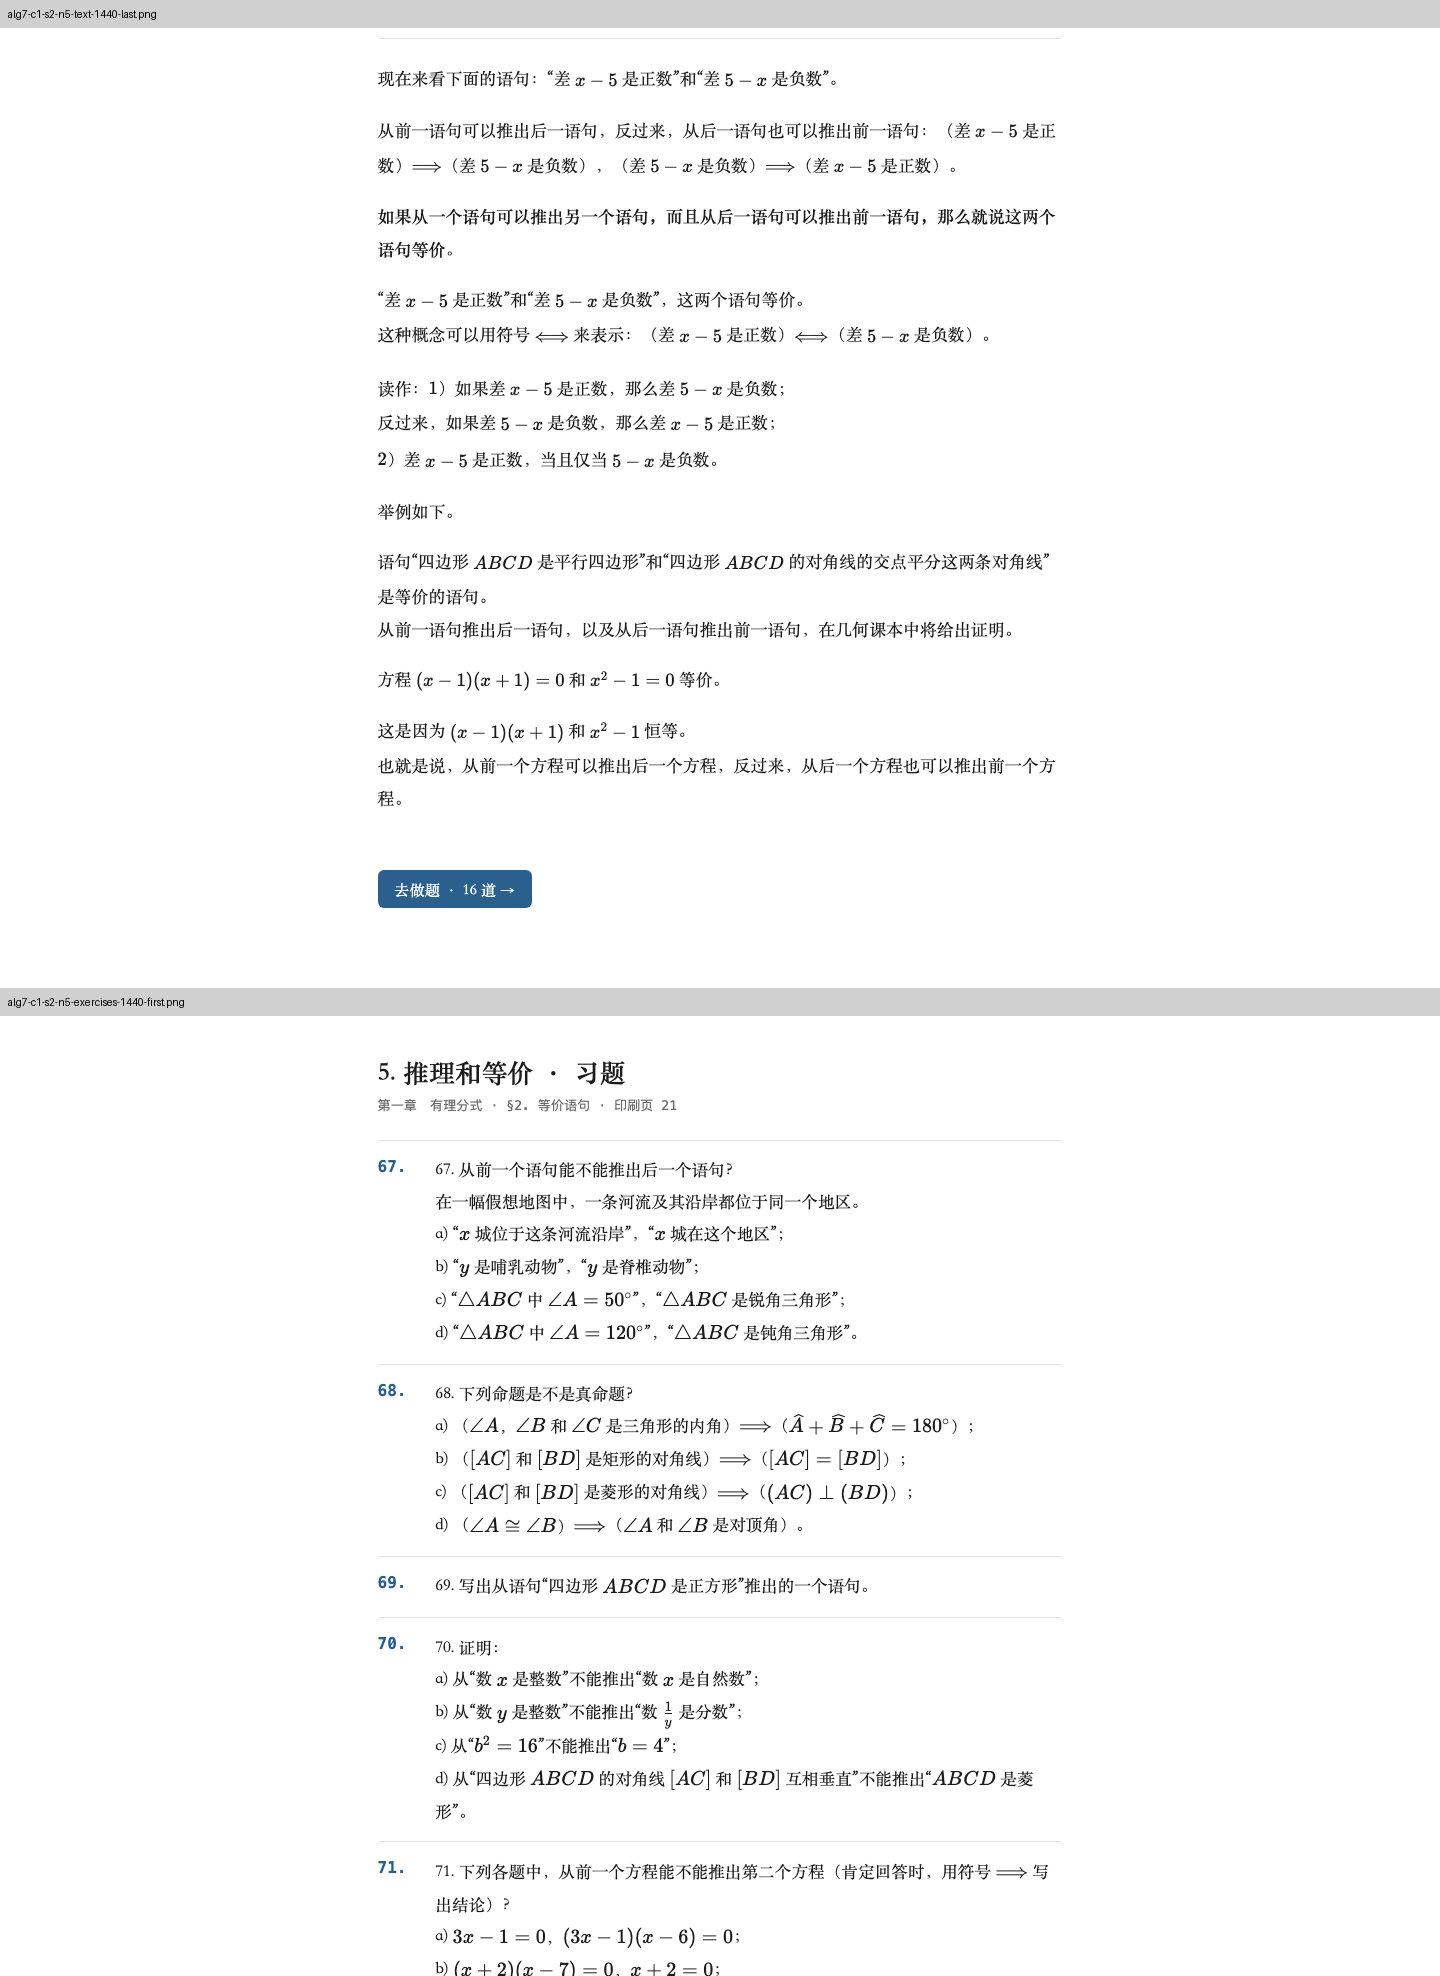 alg7-c1-s2-n5-text-1440-last.png
现在来看下面的语句：“差 x − 5 是正数”和“差 5 − x 是负数”。
从前一语句可以推出后一语句，反过来，从后一语句也可以推出前一语句：（差 x − 5 是正
数）⟹（差 5 − x 是负数），（差 5 − x 是负数）⟹（差 x − 5 是正数）。
如果从一个语句可以推出另一个语句，而且从后一语句可以推出前一语句，那么就说这两个
语句等价。
“差 x − 5 是正数”和“差 5 − x 是负数”，这两个语句等价。
这种概念可以用符号 ⟺ 来表示：（差 x − 5 是正数）⟺（差 5 − x 是负数）。
读作：1）如果差 x − 5 是正数，那么差 5 − x 是负数；
反过来，如果差 5 − x 是负数，那么差 x − 5 是正数；
2）差 x − 5 是正数，当且仅当 5 − x 是负数。
举例如下。
语句“四边形 ABCD 是平行四边形”和“四边形 ABCD 的对角线的交点平分这两条对角线”
是等价的语句。
从前一语句推出后一语句，以及从后一语句推出前一语句，在几何课本中将给出证明。
方程 (x − 1)(x + 1) = 0 和 x² − 1 = 0 等价。
这是因为 (x − 1)(x + 1) 和 x² − 1 恒等。
也就是说，从前一个方程可以推出后一个方程，反过来，从后一个方程也可以推出前一个方
程。
去做题 · 16 道 →
alg7-c1-s2-n5-exercises-1440-first.png
5. 推理和等价 · 习题
第一章 有理分式 · §2. 等价语句 · 印刷页 21
67. 67. 从前一个语句能不能推出后一个语句？
在一幅假想地图中，一条河流及其沿岸都位于同一个地区。
a) “x 城位于这条河流沿岸”，“x 城在这个地区”；
b) “y 是哺乳动物”，“y 是脊椎动物”；
c) “△ABC 中 ∠A = 50°”，“△ABC 是锐角三角形”；
d) “△ABC 中 ∠A = 120°”，“△ABC 是钝角三角形”。
68. 68. 下列命题是不是真命题？
a) （∠A，∠B 和 ∠C 是三角形的内角）⟹（Â + B̂ + Ĉ = 180°）；
b) （[AC] 和 [BD] 是矩形的对角线）⟹（[AC] = [BD]）；
c) （[AC] 和 [BD] 是菱形的对角线）⟹（(AC) ⊥ (BD)）；
d) （∠A ≅ ∠B）⟹（∠A 和 ∠B 是对顶角）。
69. 69. 写出从语句“四边形 ABCD 是正方形”推出的一个语句。
70. 70. 证明：
a) 从“数 x 是整数”不能推出“数 x 是自然数”；
b) 从“数 y 是整数”不能推出“数 1/y 是分数”；
c) 从“b² = 16”不能推出“b = 4”；
d) 从“四边形 ABCD 的对角线 [AC] 和 [BD] 互相垂直”不能推出“ABCD 是菱
形”。
71. 71. 下列各题中，从前一个方程能不能推出第二个方程（肯定回答时，用符号 ⟹ 写
出结论）？
a) 3x − 1 = 0，(3x − 1)(x − 6) = 0；
b) (x + 2)(x − 7) = 0，x + 2 = 0；